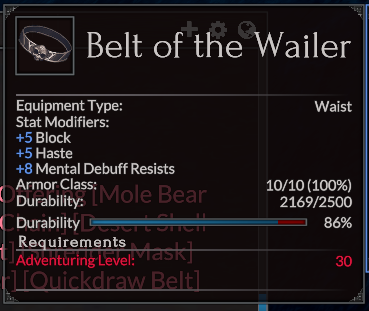 Belt of the Wailer
Equipment Type: Waist
Stat Modifiers:
+5 Block
+5 Haste
+8 Mental Debuff Resists
Armor Class: 10/10 (100%)
Durability: 2169/2500
Durability 86%
Requirements
Adventuring Level: 30
[Mole Bear
[Desert Shell
Mask]
[Quickdraw Belt]